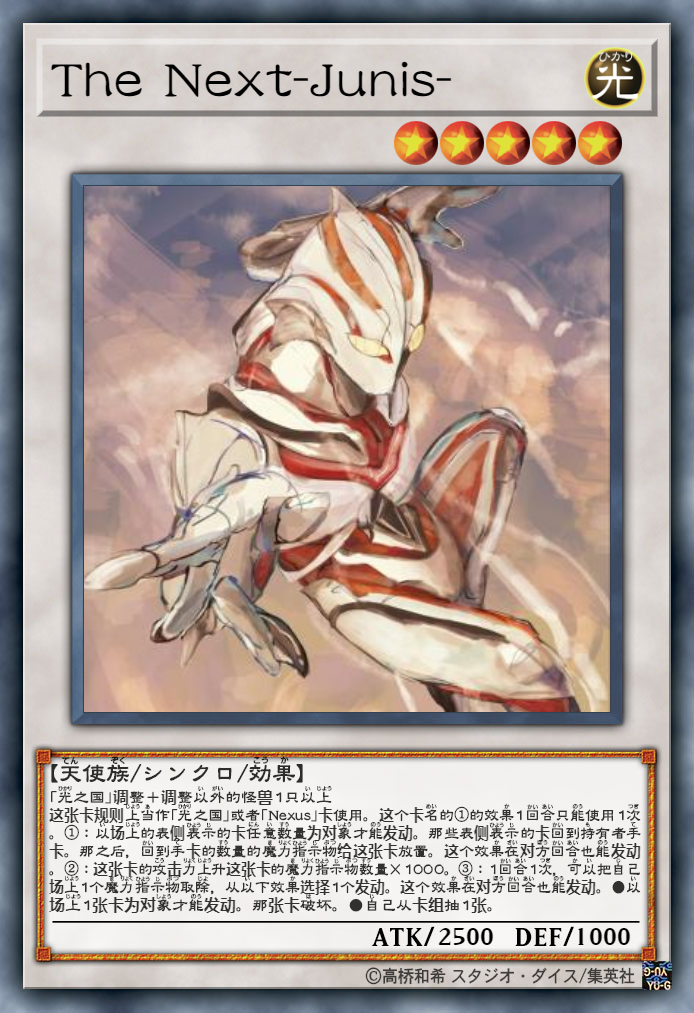 The Next-Junis-
ひかり
光
【天使族/シンクロ/効果】
「光之国」调整＋调整以外的怪兽1只以上
这张卡规则上当作「光之国」或者「Nexus」卡使用。这个卡名的①的效果1回合只能使用1次
。①：以场上的表侧表示的卡任意数量为对象才能发动。那些表侧表示的卡回到持有者手
卡。那之后，回到手卡的数量的魔力指示物给这张卡放置。这个效果在对方回合也能发动
。②：这张卡的攻击力上升这张卡的魔力指示物数量×1000。③：1回合1次，可以把自己
场上1个魔力指示物取除，从以下效果选择1个发动。这个效果在对方回合也能发动。●以
场上1张卡为对象才能发动。那张卡破坏。●自己从卡组抽1张。
ATK/2500 DEF/1000
©高桥和希 スタジオ・ダイス/集英社